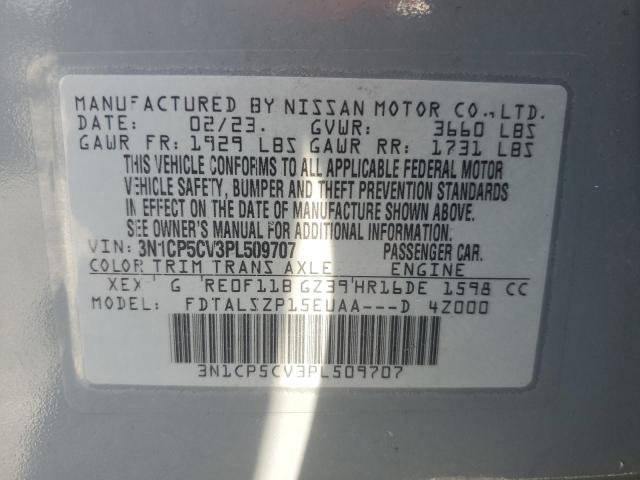 MANUFACTURED BY NISSAN MOTOR CO., LTD.
DATE: 02/23. GVWR: 3660 LBS
GAWR FR: 1929 LBS GAWR RR: 1731 LBS
THIS VEHICLE CONFORMS TO ALL APPLICABLE FEDERAL MOTOR
VEHICLE SAFETY, BUMPER AND THEFT PREVENTION STANDARDS
IN EFFECT ON THE DATE OF MANUFACTURE SHOWN ABOVE.
SEE OWNER'S MANUAL FOR ADDITIONAL INFORMATION.
VIN: 3N1CP5CV3PL509707 PASSENGER CAR.
COLOR TRIM TRANS AXLE ENGINE
XEX G RE0F11B GZ39 HR16DE 1598 CC
MODEL: FDTALSZP15EUAA---D 4Z000
3N1CP5CV3PL509707